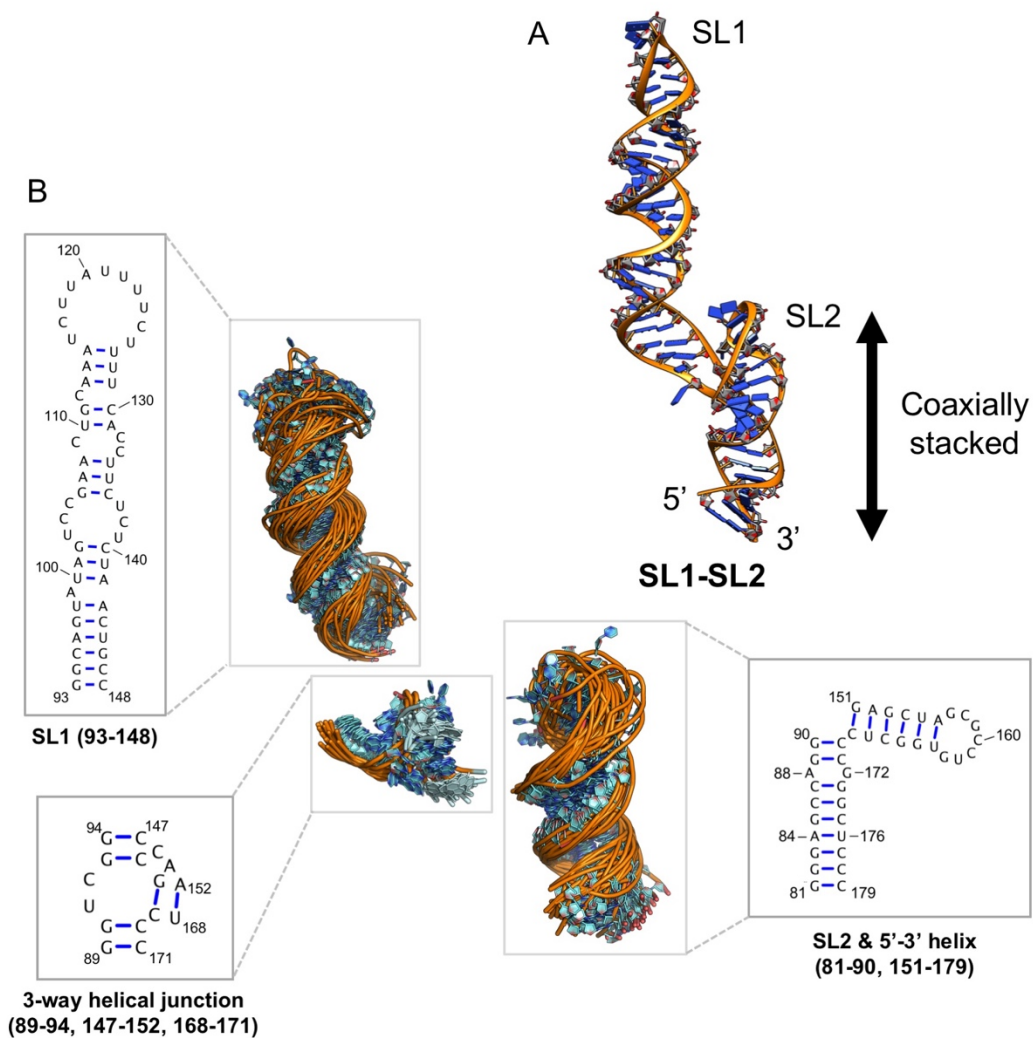 A
SL1
SL2
Coaxially
stacked
5'
3'
SL1-SL2
B
120
A U U
U U
U U
C C
U U
A U
A U
A U
C
G C 130
110 U A
C C
A C
A U
G U
C C
C U
U C
G U
A C 140
100 U U
A A
U A
G C
A U
C G
G C
G C
93 148
SL1 (93-148)
94 G C 147
G C C A
C G A 152
U C U 168
G C
89 G C 171
3-way helical junction
(89-94, 147-152, 168-171)
151 G A G C U A G C G C 160
C U C G G U G U C
90 G C
G C
88 A G 172
C G
C G
G C
84 A U 176
G C
G C
81 G C 179
SL2 & 5'-3' helix
(81-90, 151-179)